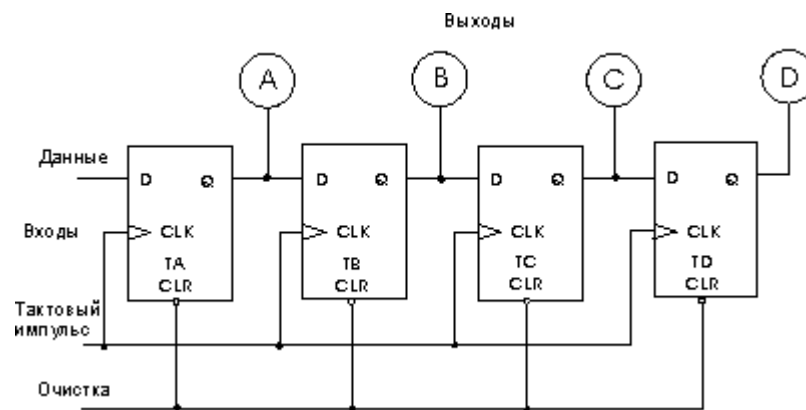 Выходы
A B C D
Данные
D Q D Q D Q D Q
Входы
CLK CLK CLK CLK
TA TB TC TD
CLR CLR CLR CLR
Тактовый
импульс
Очистка